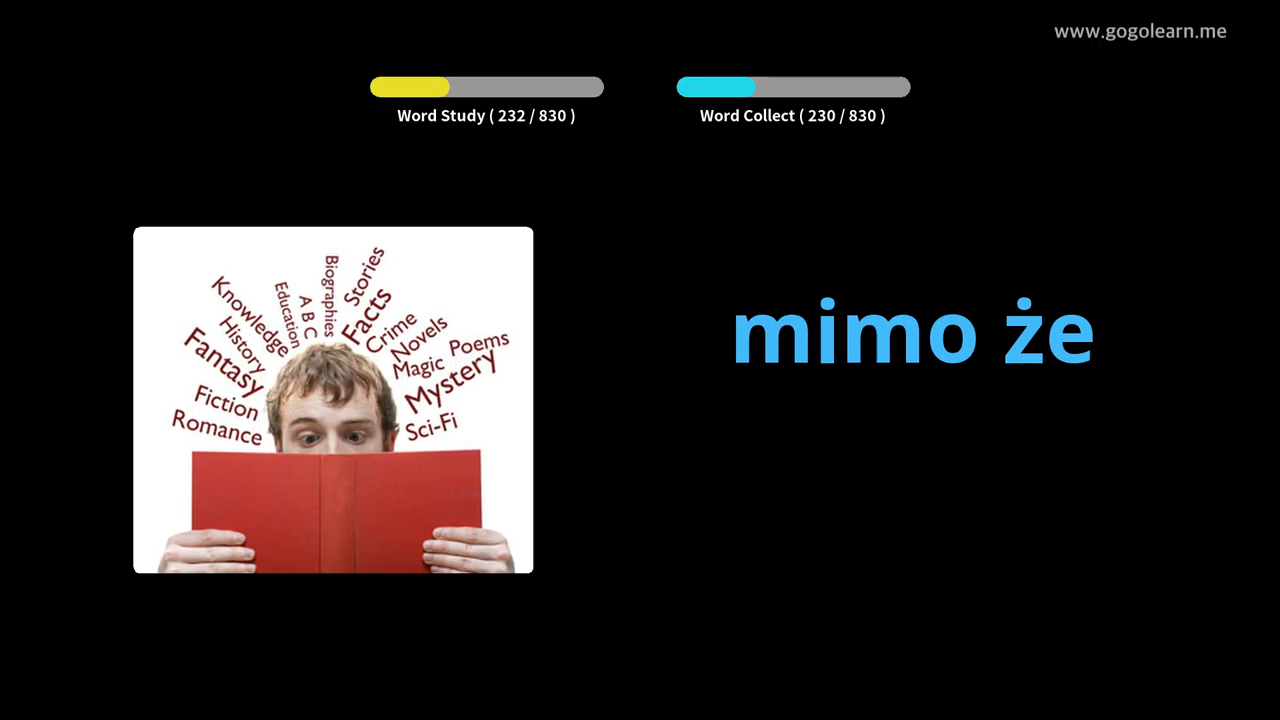 www.gogolearn.me
Word Study ( 232 / 830 )
Word Collect ( 230 / 830 )
Biographies
Stories
Education
A B C
Facts
Knowledge
Crime
History
Novels
Fantasy
Magic
Poems
Mystery
Fiction
Romance
Sci-Fi
mimo że